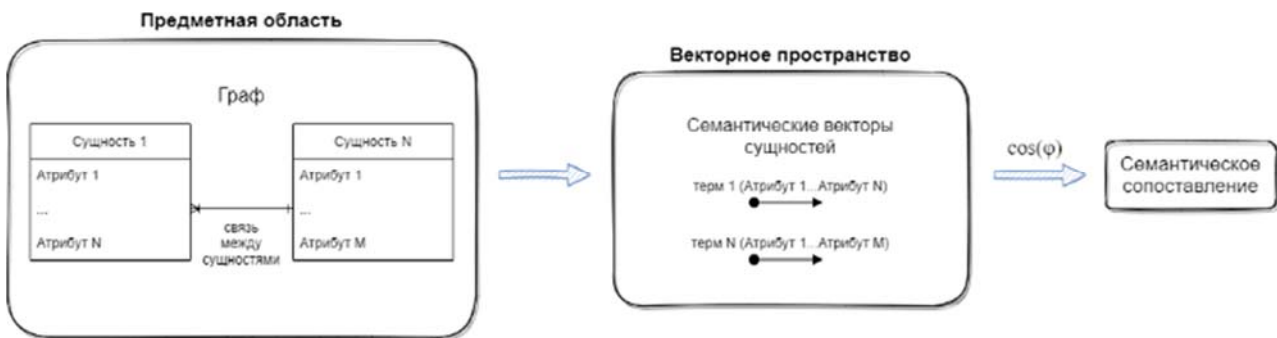 Предметная область
Граф
Сущность 1
Атрибут 1
...
Атрибут N
связь
между
сущностями
Сущность N
Атрибут 1
...
Атрибут M
Векторное пространство
Семантические векторы
сущностей
терм 1 (Атрибут 1...Атрибут N)
терм N (Атрибут 1...Атрибут M)
cos(φ)
Семантическое
сопоставление